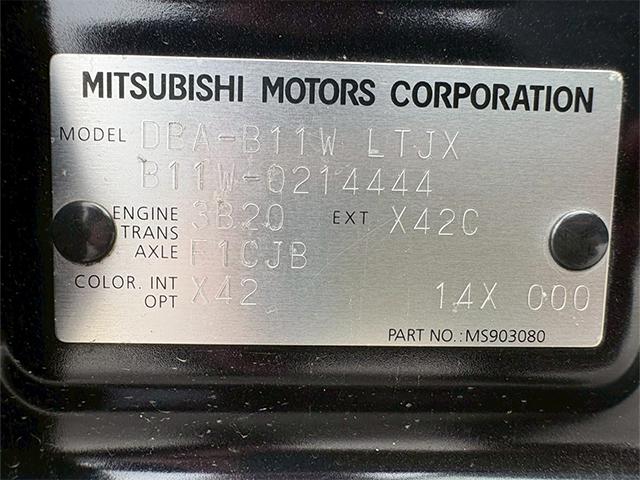 MITSUBISHI MOTORS CORPORATION
MODEL DBA-B11W LTJX
B11W-0214444
ENGINE 3B20 EXT X42C
TRANS
AXLE F1CJB
COLOR. INT X42 14X 000
OPT
PART NO.:MS903080